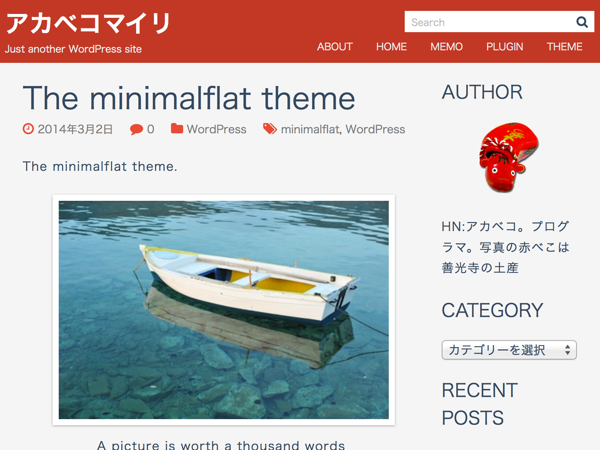 アカベコマイリ
Just another WordPress site
Search
ABOUT HOME MEMO PLUGIN THEME
The minimalflat theme
2014年3月2日 0 WordPress minimalflat, WordPress
The minimalflat theme.
A picture is worth a thousand words
AUTHOR
HN:アカベコ。プログ
ラマ。写真の赤べこは
善光寺の土産
CATEGORY
カテゴリーを選択
RECENT
POSTS